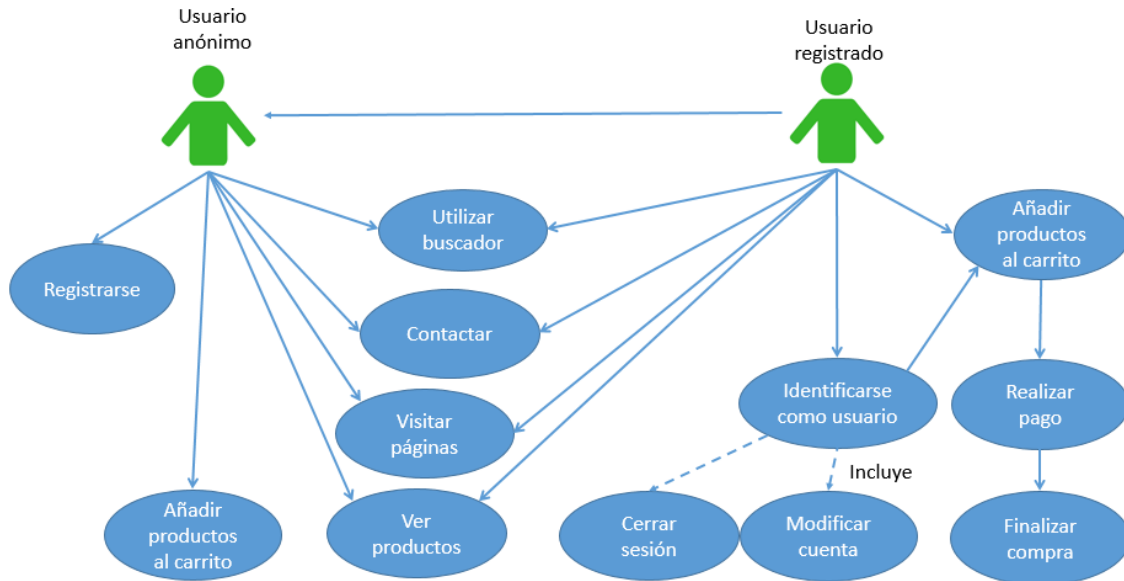 Usuario
anónimo
Usuario
registrado
Utilizar
buscador
Añadir
productos
al carrito
Registrarse
Contactar
Identificarse
como usuario
Realizar
pago
Visitar
páginas
Incluye
Añadir
productos
al carrito
Ver
productos
Cerrar
sesión
Modificar
cuenta
Finalizar
compra